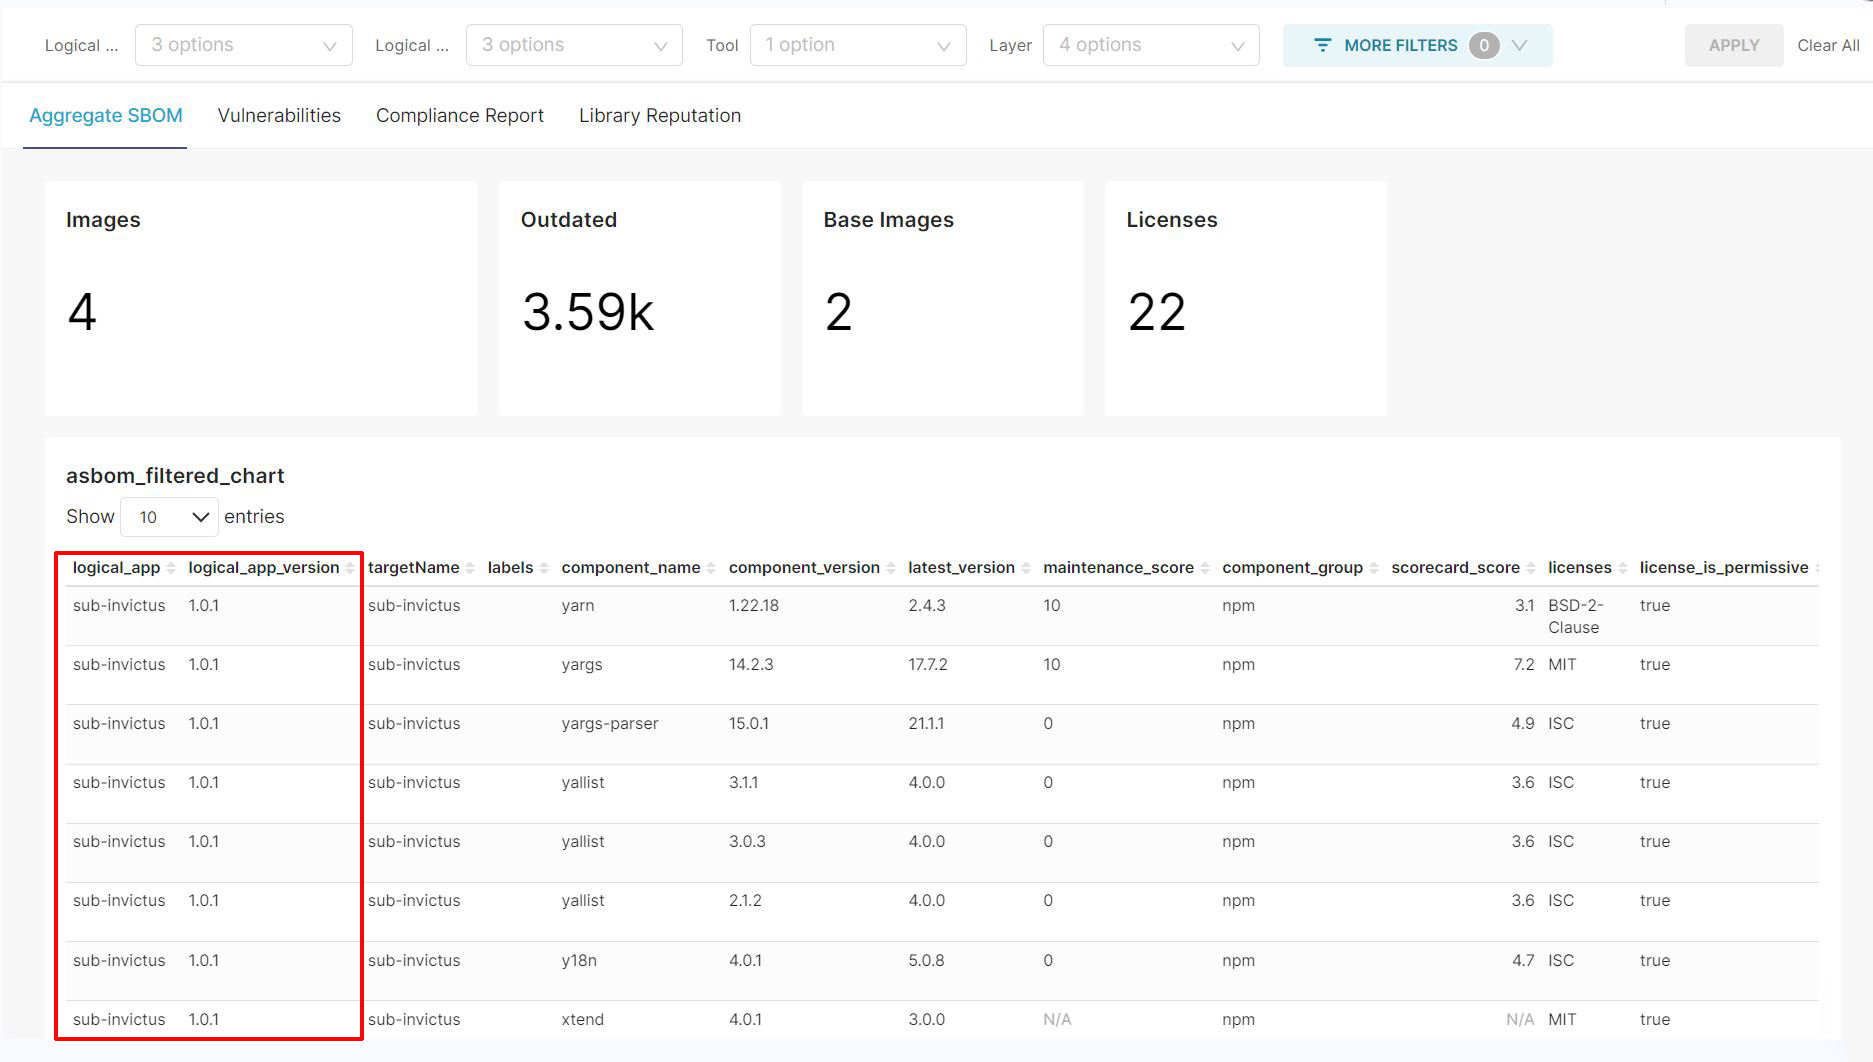 Logical ... 3 options Logical ... 3 options Tool 1 option Layer 4 options MORE FILTERS 0 APPLY Clear All
Aggregate SBOM Vulnerabilities Compliance Report Library Reputation
Images Outdated Base Images Licenses
4 3.59k 2 22
asbom_filtered_chart
Show 10 entries
logical_app logical_app_version targetName labels component_name component_version latest_version maintenance_score component_group scorecard_score licenses license_is_permissive
sub-invictus 1.0.1 sub-invictus yarn 1.22.18 2.4.3 10 npm 3.1 BSD-2- true
Clause
sub-invictus 1.0.1 sub-invictus yargs 14.2.3 17.7.2 10 npm 7.2 MIT true
sub-invictus 1.0.1 sub-invictus yargs-parser 15.0.1 21.1.1 0 npm 4.9 ISC true
sub-invictus 1.0.1 sub-invictus yallist 3.1.1 4.0.0 0 npm 3.6 ISC true
sub-invictus 1.0.1 sub-invictus yallist 3.0.3 4.0.0 0 npm 3.6 ISC true
sub-invictus 1.0.1 sub-invictus yallist 2.1.2 4.0.0 0 npm 3.6 ISC true
sub-invictus 1.0.1 sub-invictus y18n 4.0.1 5.0.8 0 npm 4.7 ISC true
sub-invictus 1.0.1 sub-invictus xtend 4.0.1 3.0.0 N/A npm N/A MIT true